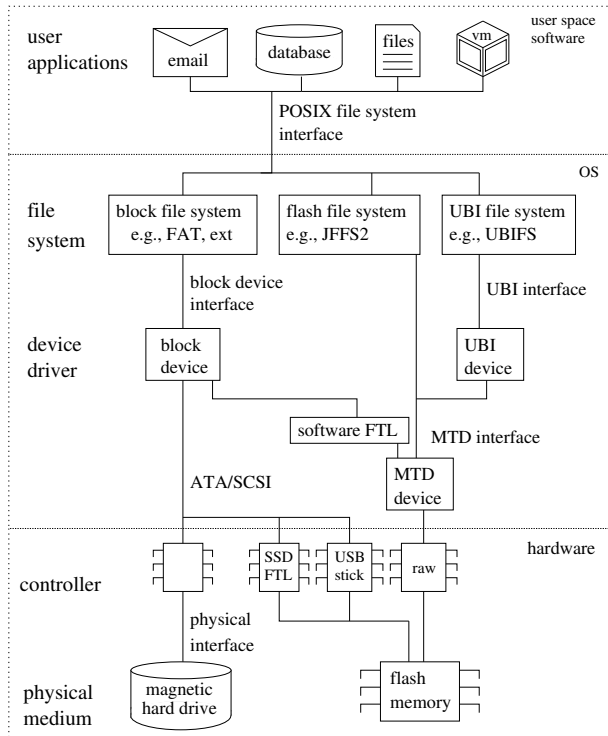 user
applications
email
database
files
vm
user space
software
POSIX file system
interface
OS
file
system
block file system
e.g., FAT, ext
flash file system
e.g., JFFS2
UBI file system
e.g., UBIFS
block device
interface
UBI interface
device
driver
block
device
UBI
device
software FTL
MTD interface
ATA/SCSI
MTD
device
hardware
controller
SSD
FTL
USB
stick
raw
physical
interface
physical
medium
magnetic
hard drive
flash
memory